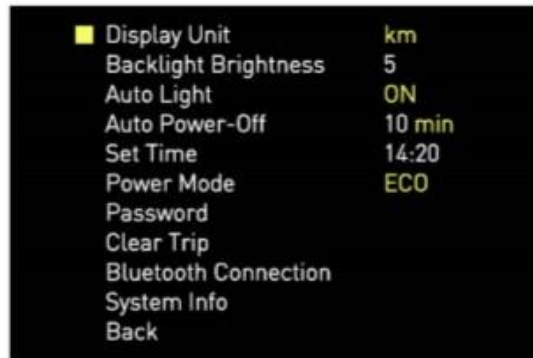 Display Unit km
Backlight Brightness 5
Auto Light ON
Auto Power-Off 10 min
Set Time 14:20
Power Mode ECO
Password
Clear Trip
Bluetooth Connection
System Info
Back